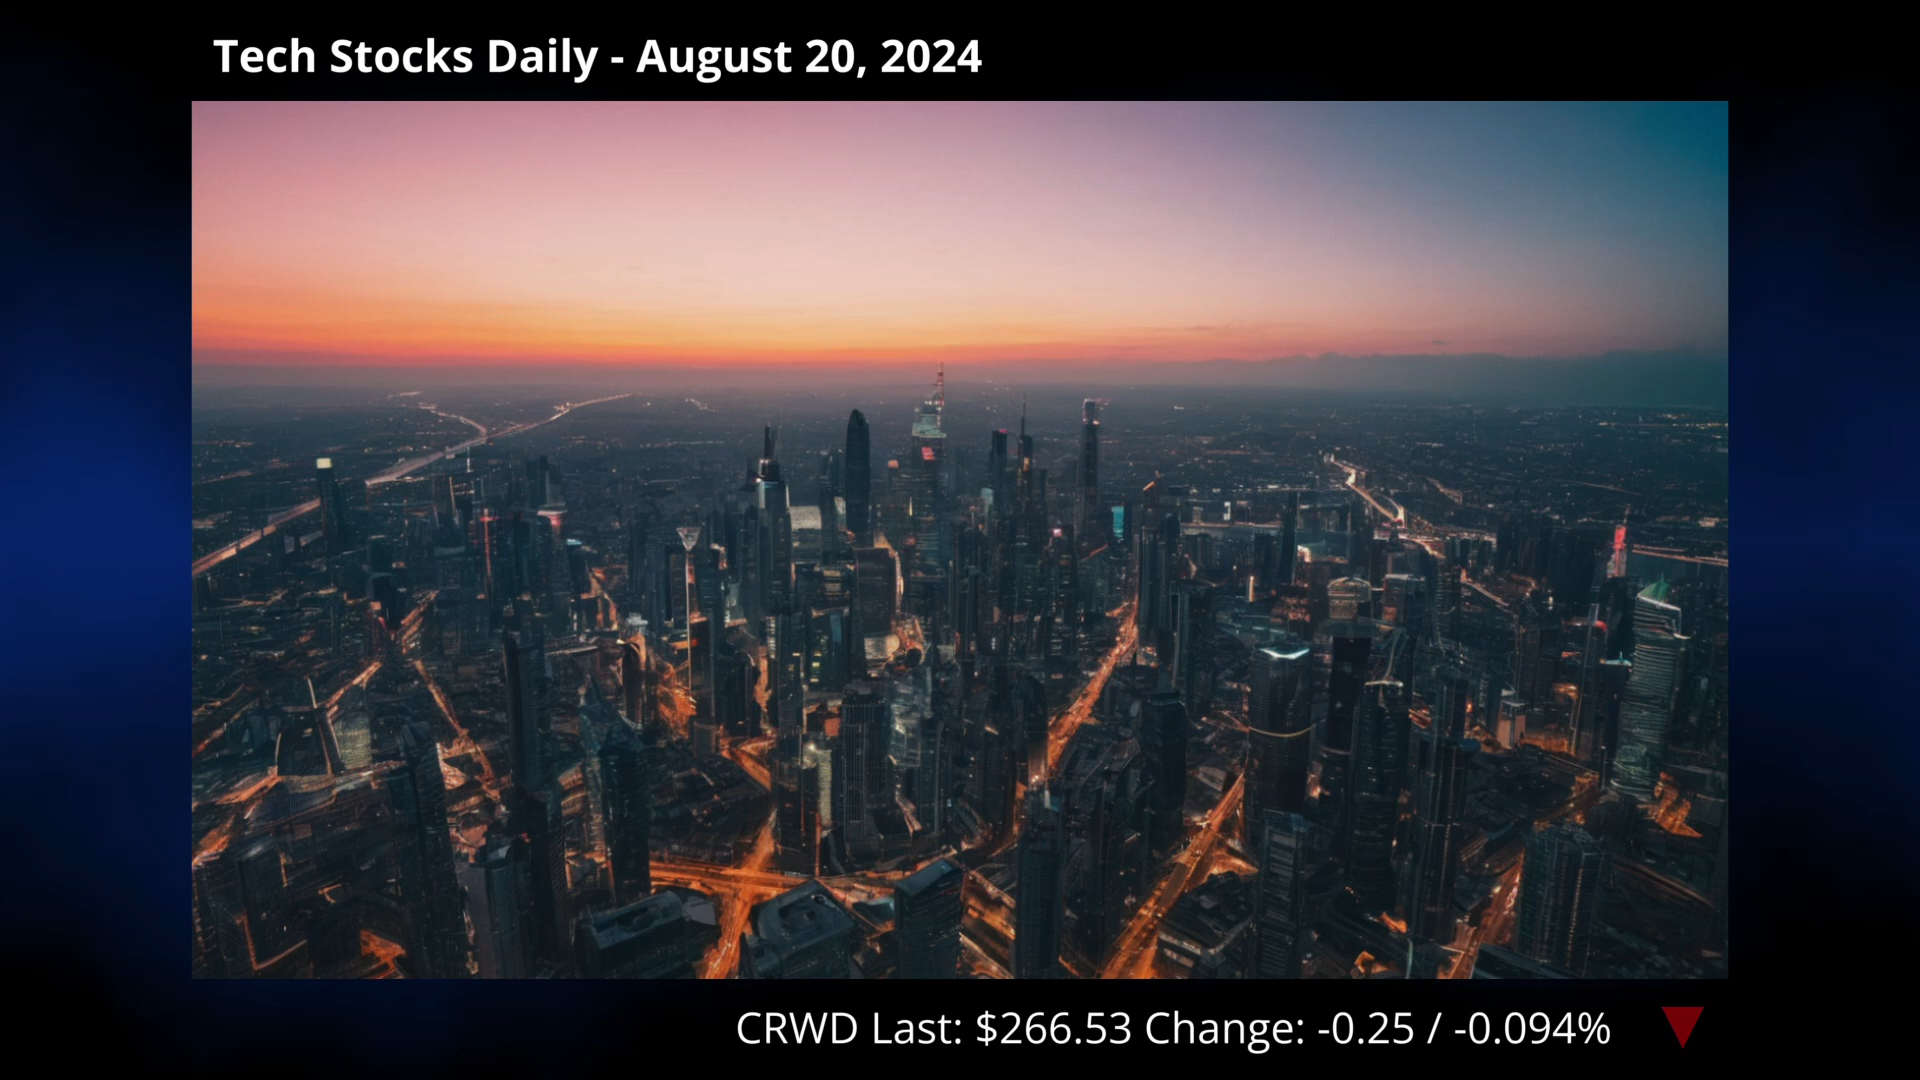 Tech Stocks Daily - August 20, 2024
CRWD Last: $266.53 Change: -0.25 / -0.094%